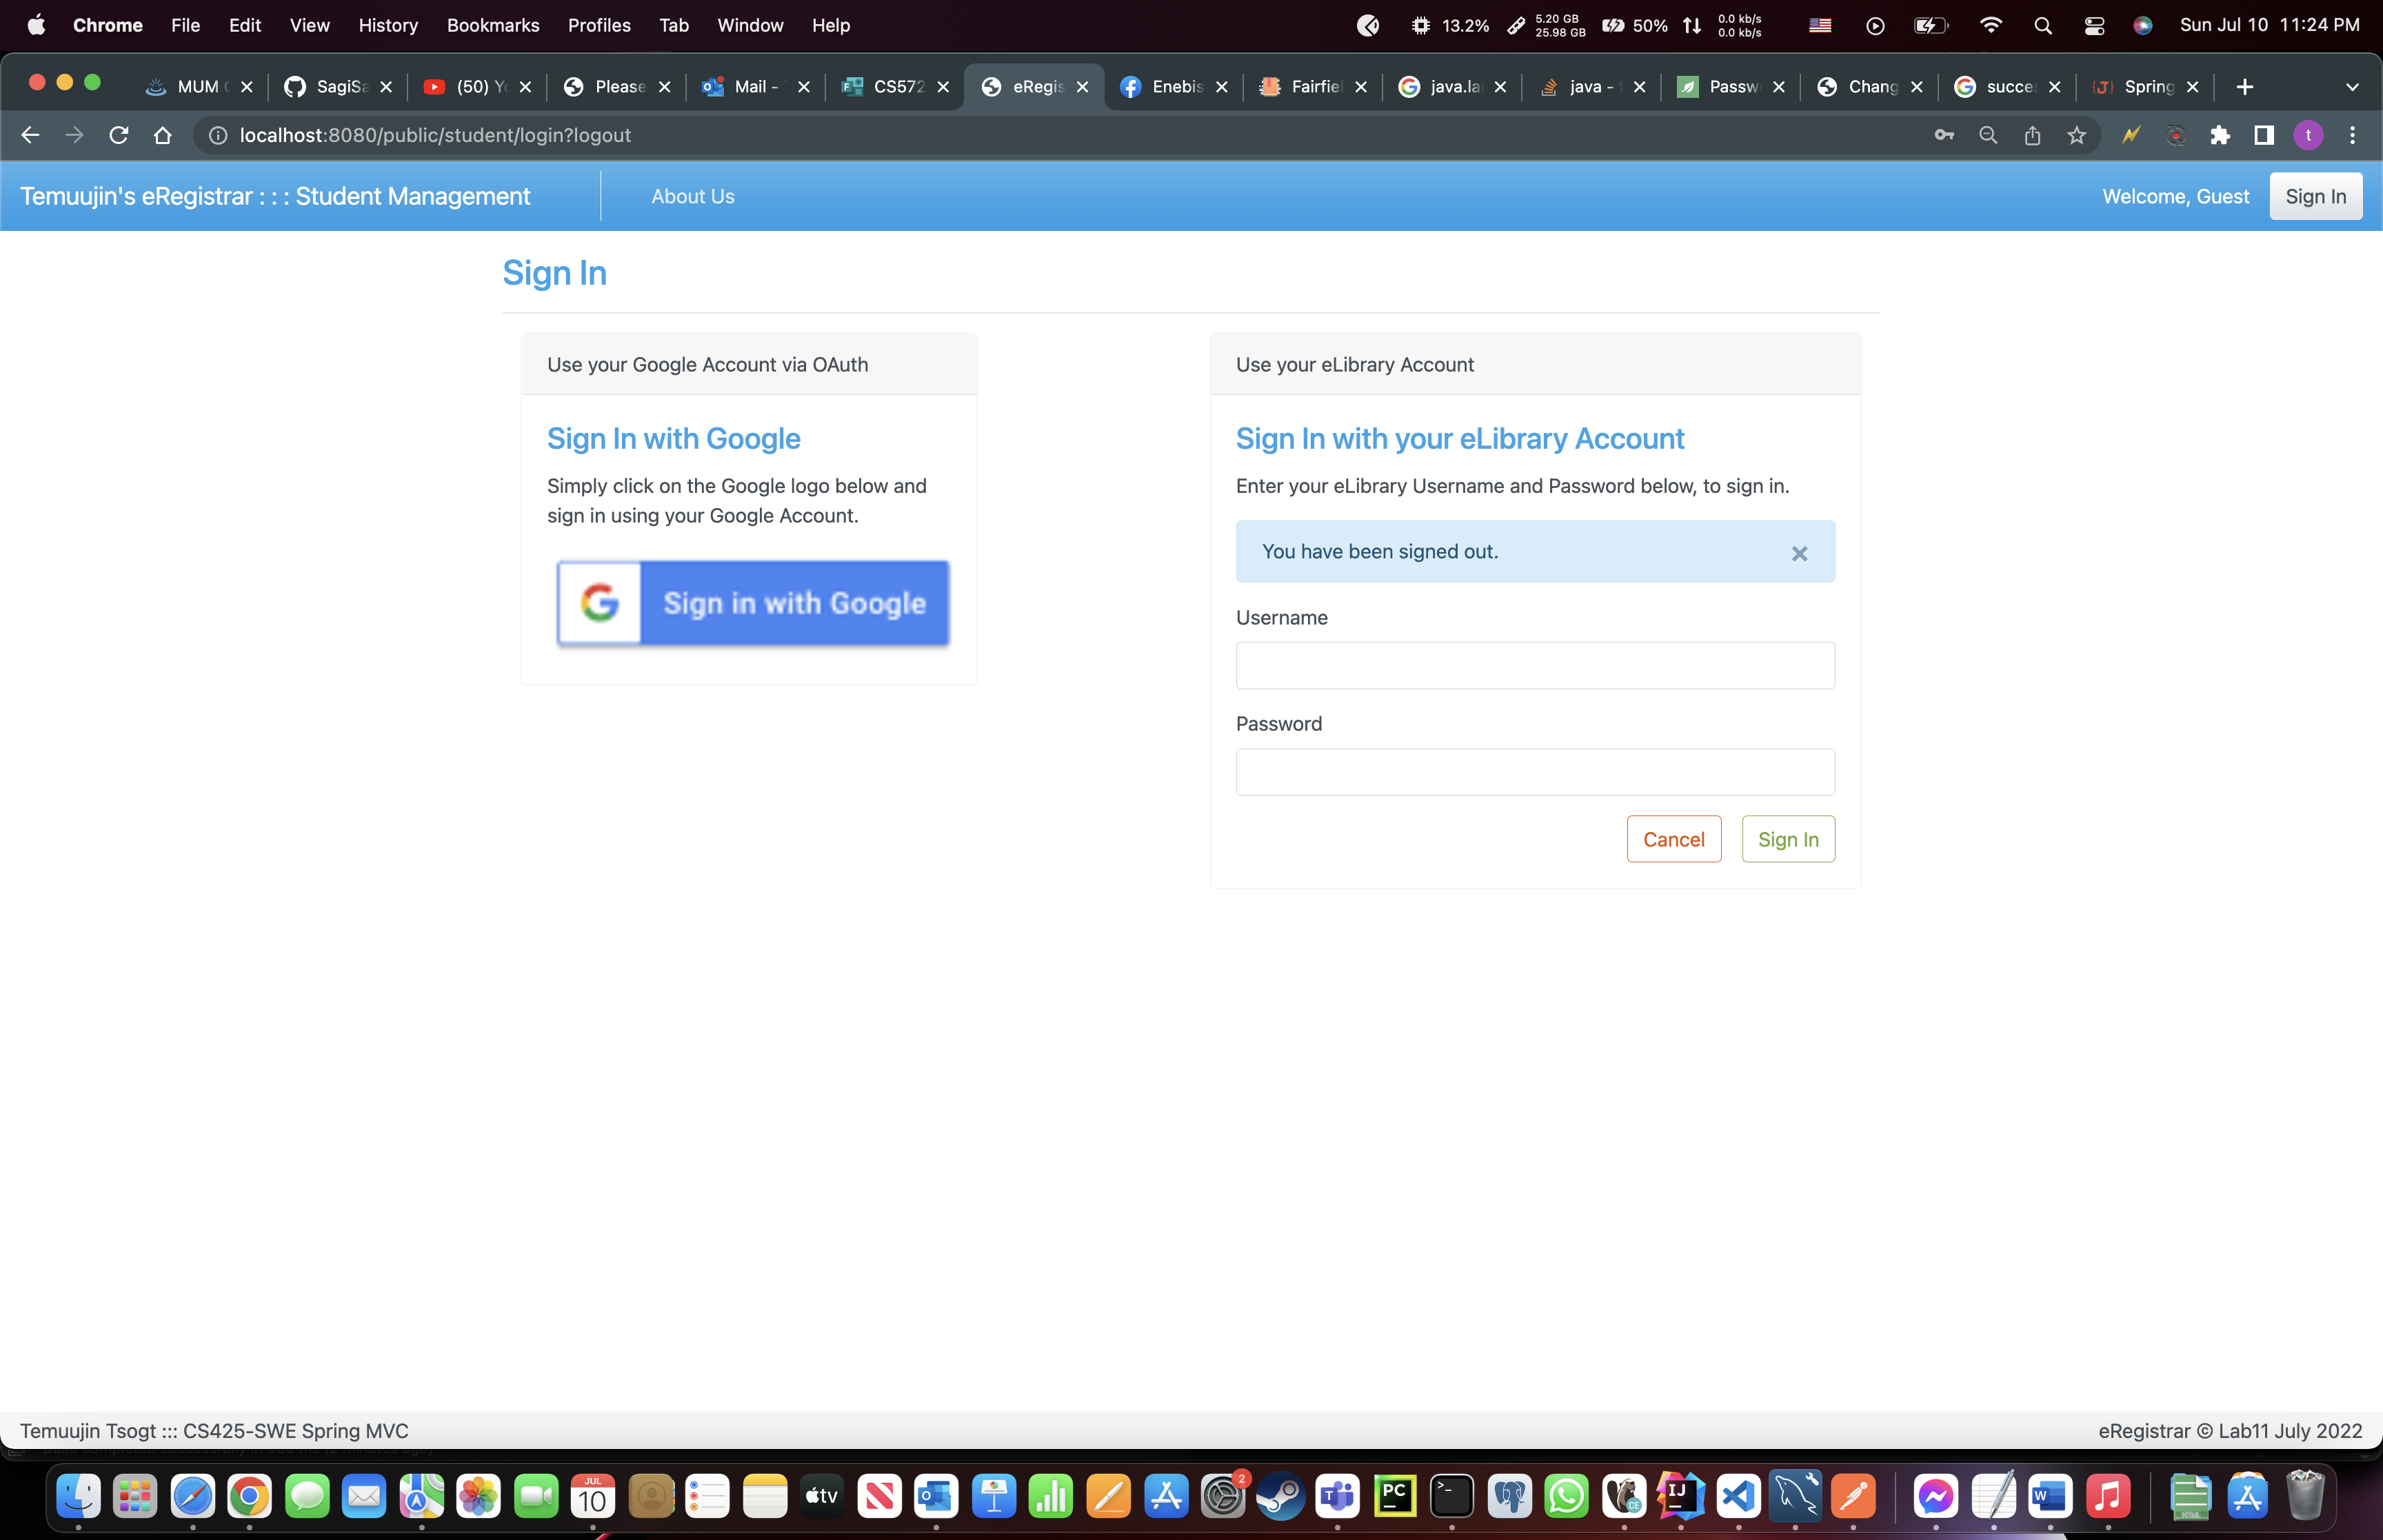 Chrome File Edit View History Bookmarks Profiles Tab Window Help
13.2% 5.20 GB 25.98 GB 50% 0.0 kb/s 0.0 kb/s Sun Jul 10 11:24 PM
MUM SagiSa (50) Please Mail - CS572 eRegis Enebis Fairfiel java.la java - Passw Chang succe Spring
localhost:8080/public/student/login?logout
t
Temuujin's eRegistrar : : : Student Management
About Us
Welcome, Guest
Sign In
Sign In
Use your Google Account via OAuth
Sign In with Google
Simply click on the Google logo below and
sign in using your Google Account.
Sign in with Google
Use your eLibrary Account
Sign In with your eLibrary Account
Enter your eLibrary Username and Password below, to sign in.
You have been signed out.
Username
Password
Cancel Sign In
Temuujin Tsogt ::: CS425-SWE Spring MVC
eRegistrar © Lab11 July 2022
JUL
10
tv
2
PC
IJ
CE